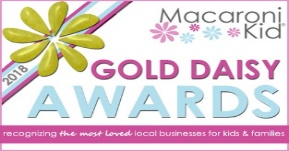 Macaroni
Kid®
2018
GOLD DAISY
AWARDS
recognizing the most loved local businesses for kids & families